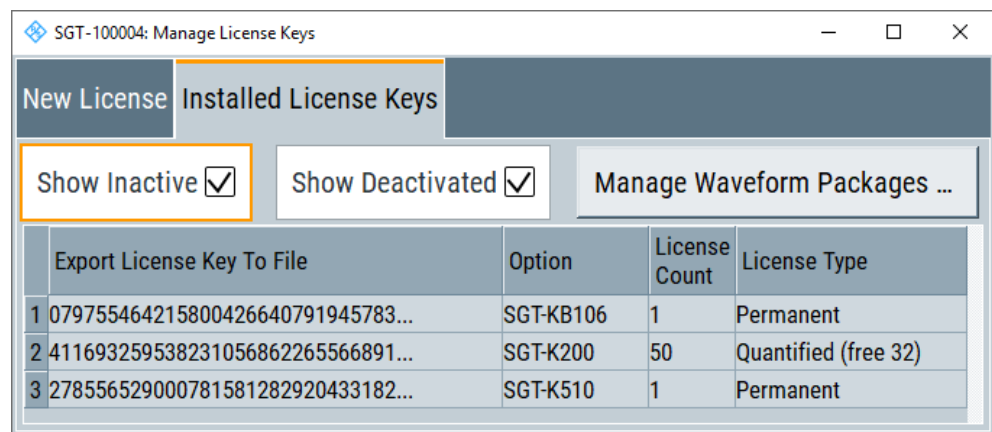 SGT-100004: Manage License Keys
New License Installed License Keys
Show Inactive Show Deactivated Manage Waveform Packages ...
Export License Key To File Option License Count License Type
1 079755464215800426640791945783... SGT-KB106 1 Permanent
2 411693259538231056862265566891... SGT-K200 50 Quantified (free 32)
3 278556529000781581282920433182... SGT-K510 1 Permanent